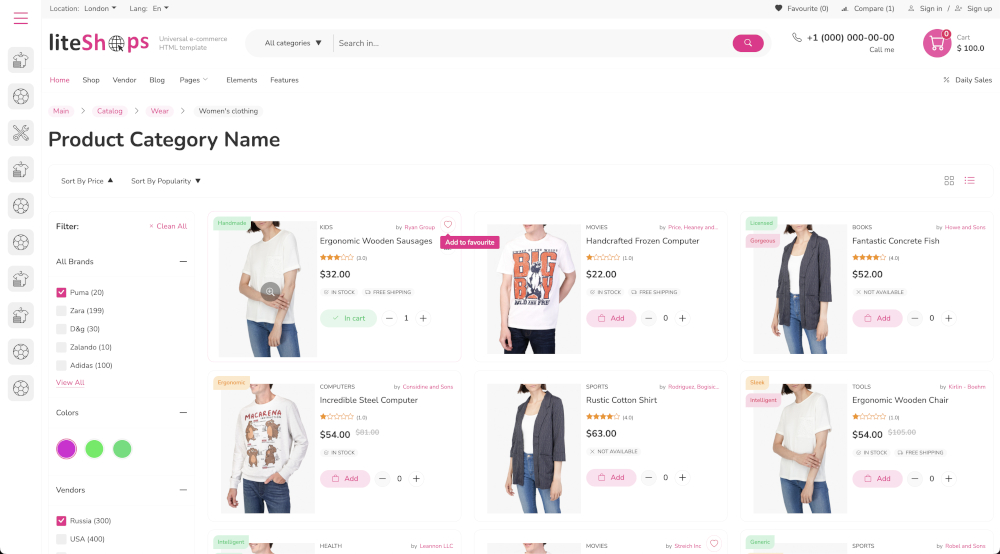 Location: London Lang: En Favourite (0) Compare (1) Sign in / Sign up
liteShops Universal e-commerce
HTML template
All categories Search in... +1 (000) 000-00-00
Call me
0 Cart
$ 100.0
Home Shop Vendor Blog Pages Elements Features Daily Sales
Main Catalog Wear Women's clothing
Product Category Name
Sort By Price Sort By Popularity
Filter: Clean All
All Brands
Puma (20)
Zara (199)
D&g (30)
Zalando (10)
Adidas (100)
View All
Colors
Vendors
Russia (300)
USA (400)
Handmade
KIDS by Ryan Group
Add to favourite
Ergonomic Wooden Sausages
(3.0)
$32.00
IN STOCK FREE SHIPPING
In cart 1
MOVIES by Price, Heaney and...
Handcrafted Frozen Computer
(1.0)
$22.00
IN STOCK FREE SHIPPING
Add 0
BIG
BOY
Licensed
Gorgeous
BOOKS by Howe and Sons
Fantastic Concrete Fish
(4.0)
$52.00
NOT AVAILABLE
Add 0
Ergonomic
COMPUTERS by Considine and Sons
Incredible Steel Computer
(1.0)
$54.00 $81.00
IN STOCK
Add 0
MACARENA
SPORTS by Rodriguez, Bogisic...
Rustic Cotton Shirt
(4.0)
$63.00
NOT AVAILABLE
Add 0
Sleek
Intelligent
TOOLS by Kirlin - Boehm
Ergonomic Wooden Chair
(1.0)
$54.00 $105.00
IN STOCK FREE SHIPPING
Add 0
Intelligent
HEALTH by Leannon LLC
MOVIES by Streich Inc
Generic
SPORTS by Robel and Sons